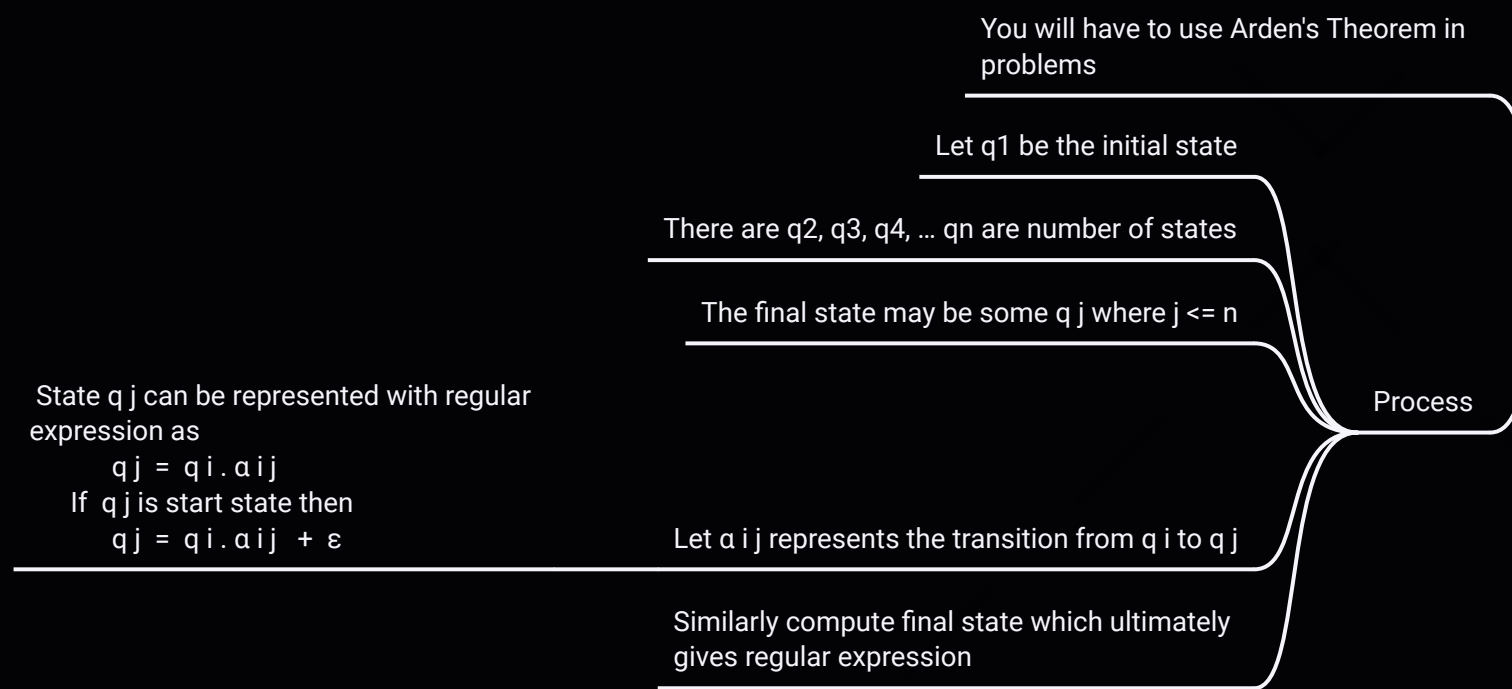 You will have to use Arden's Theorem in
problems
Let q1 be the initial state
There are q2, q3, q4, ... qn are number of states
The final state may be some q j where j <= n
Process
State q j can be represented with regular
expression as
q j = q i . α i j
If q j is start state then
q j = q i . α i j + ε
Let α i j represents the transition from q i to q j
Similarly compute final state which ultimately
gives regular expression